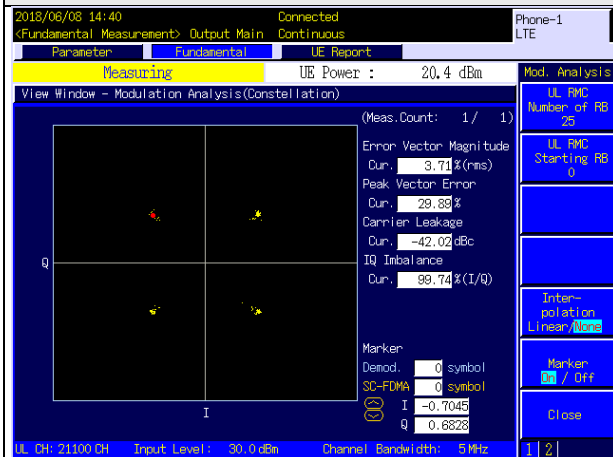 2018/06/08 14:40 Connected Phone-1
<Fundamental Measurement> Output Main Continuous LTE
Parameter Fundamental UE Report
Measuring UE Power : 20.4 dBm Mod. Analysis
View Window - Modulation Analysis(Constellation)
UL RMC
Number of RB
25
(Meas.Count: 1/ 1)
Error Vector Magnitude
Cur. 3.71 %(rms)
Peak Vector Error
Cur. 29.89 %
Carrier Leakage
Cur. -42.02 dBc
IQ Imbalance
Cur. 99.74 %(I/Q)
UL RMC
Starting RB
0
Q
I
Inter-
polation
Linear/None
Marker
Demod. 0 symbol
SC-FDMA 0 symbol
I -0.7045
Q 0.6828
Marker
On / Off
Close
UL CH: 21100 CH Input Level: 30.0 dBm Channel Bandwidth: 5 MHz 1 2